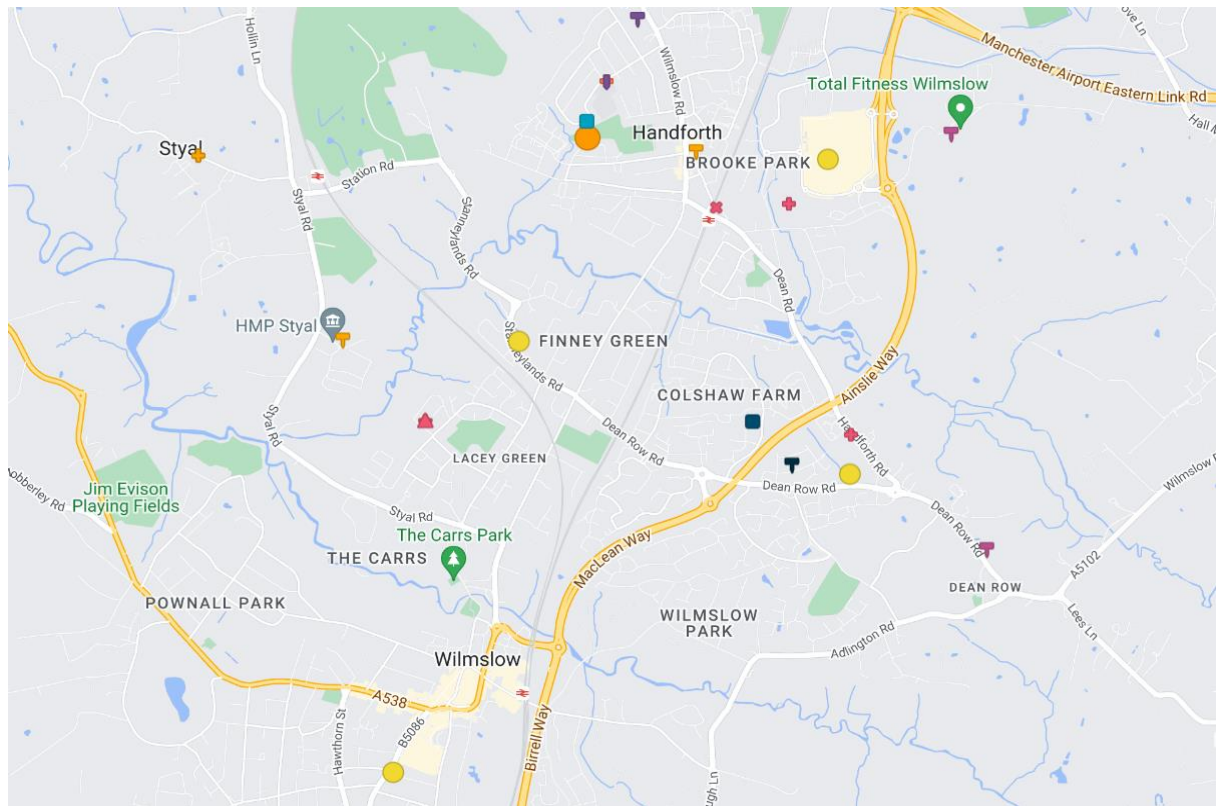 Hollin Ln
Wilmslow Rd
Manchester Airport Eastern Link Rd
Hall
Total Fitness Wilmslow
Handforth
BROOKE PARK
Styal
Station Rd
Styal Rd
Stanneylands Rd
Dean Rd
HMP Styal
FINNEY GREEN
Stanneylands Rd
Ainslie Way
COLSHAW FARM
Styal Rd
Handforth Rd
Dean Row Rd
LACEY GREEN
Wilmslow
Dean Row Rd
Jim Evison
Playing Fields
Styal Rd
Dean Row Rd
The Carrs Park
MacLean Way
A5102
THE CARRS
DEAN ROW
POWNALL PARK
WILMSLOW
PARK
Lees Ln
Adlington Rd
Wilmslow
A538
B5086
Hawthorn St
Birrell Way